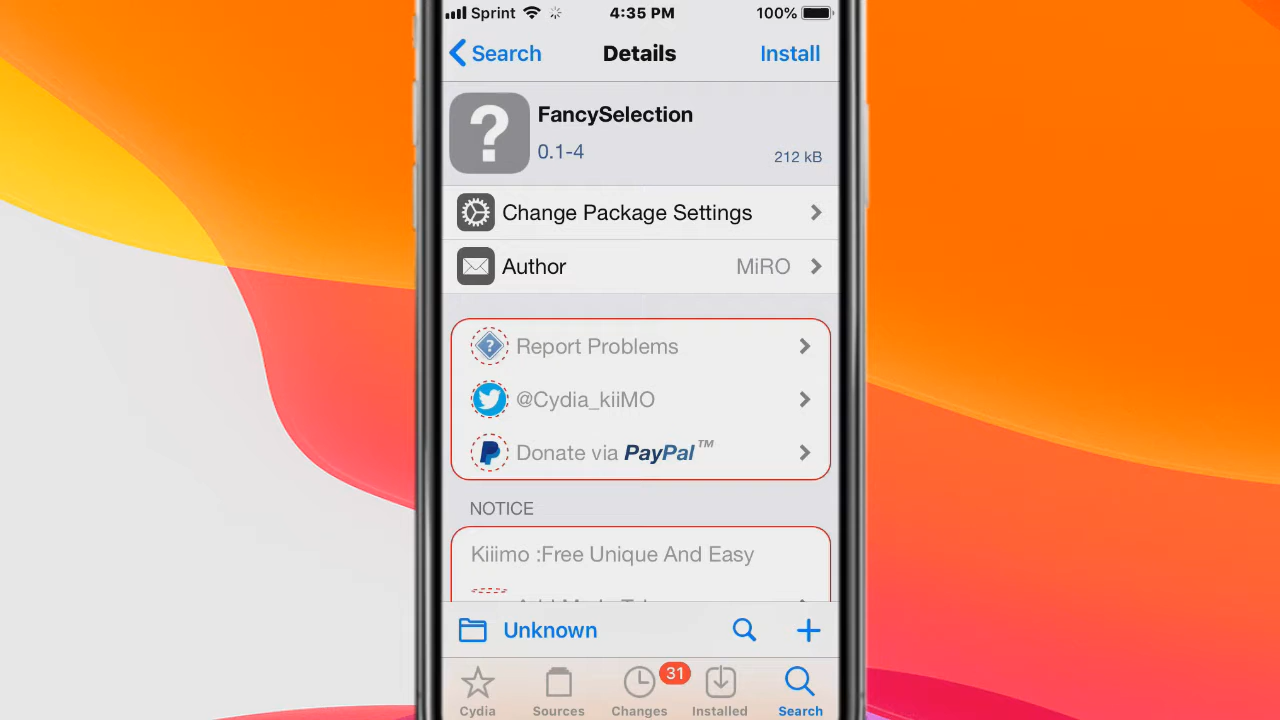 Sprint 4:35 PM 100%
Search Details Install
?
FancySelection
0.1-4 212 kB
Change Package Settings
Author MiRO
? Report Problems
@Cydia_kiiMO
Donate via PayPal™
NOTICE
Kiiimo :Free Unique And Easy
Unknown
31
Cydia Sources Changes Installed Search